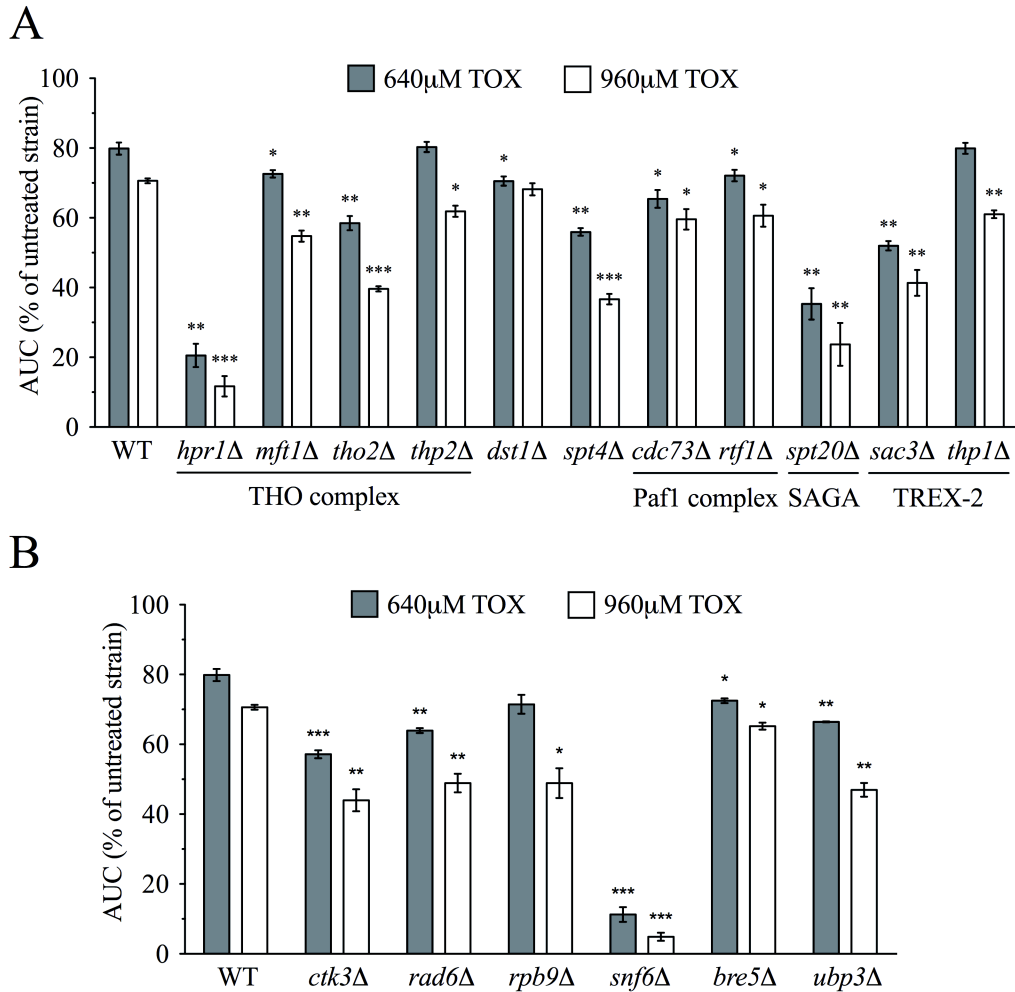 A
640µM TOX 960µM TOX
AUC (% of untreated strain)
100
80
60
40
20
0
* ** ** *** * * ** *** * * * * ** ** ** ** **
** ***
WT hpr1Δ mft1Δ tho2Δ thp2Δ dst1Δ spt4Δ cdc73Δ rtf1Δ spt20Δ sac3Δ thp1Δ
THO complex Paf1 complex SAGA TREX-2
B
640µM TOX 960µM TOX
AUC (% of untreated strain)
100
80
60
40
20
0
*** ** ** ** * *** *** * * ** **
WT ctk3Δ rad6Δ rpb9Δ snf6Δ bre5Δ ubp3Δ